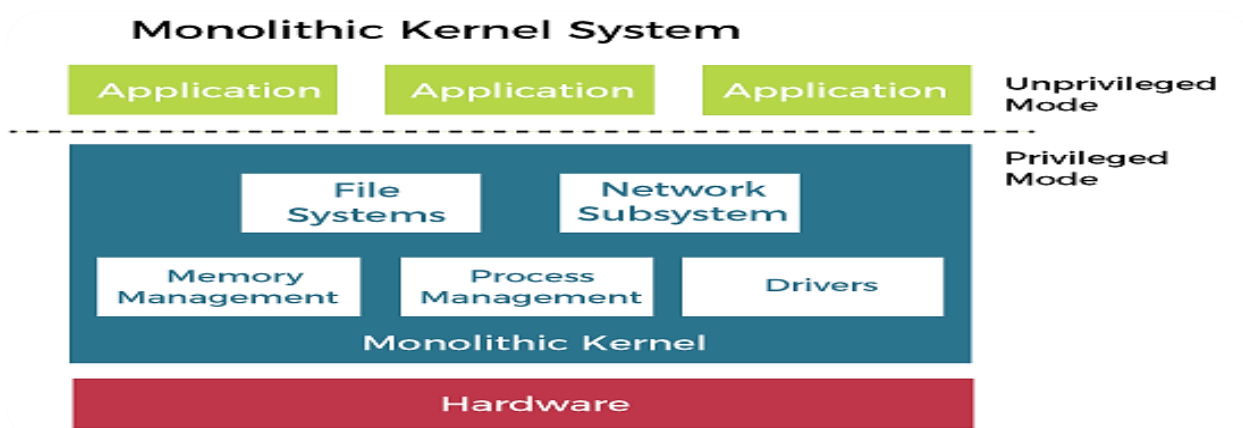 Monolithic Kernel System
Application
Application
Application
Unprivileged
Mode
Privileged
Mode
File
Systems
Network
Subsystem
Memory
Management
Process
Management
Drivers
Monolithic Kernel
Hardware